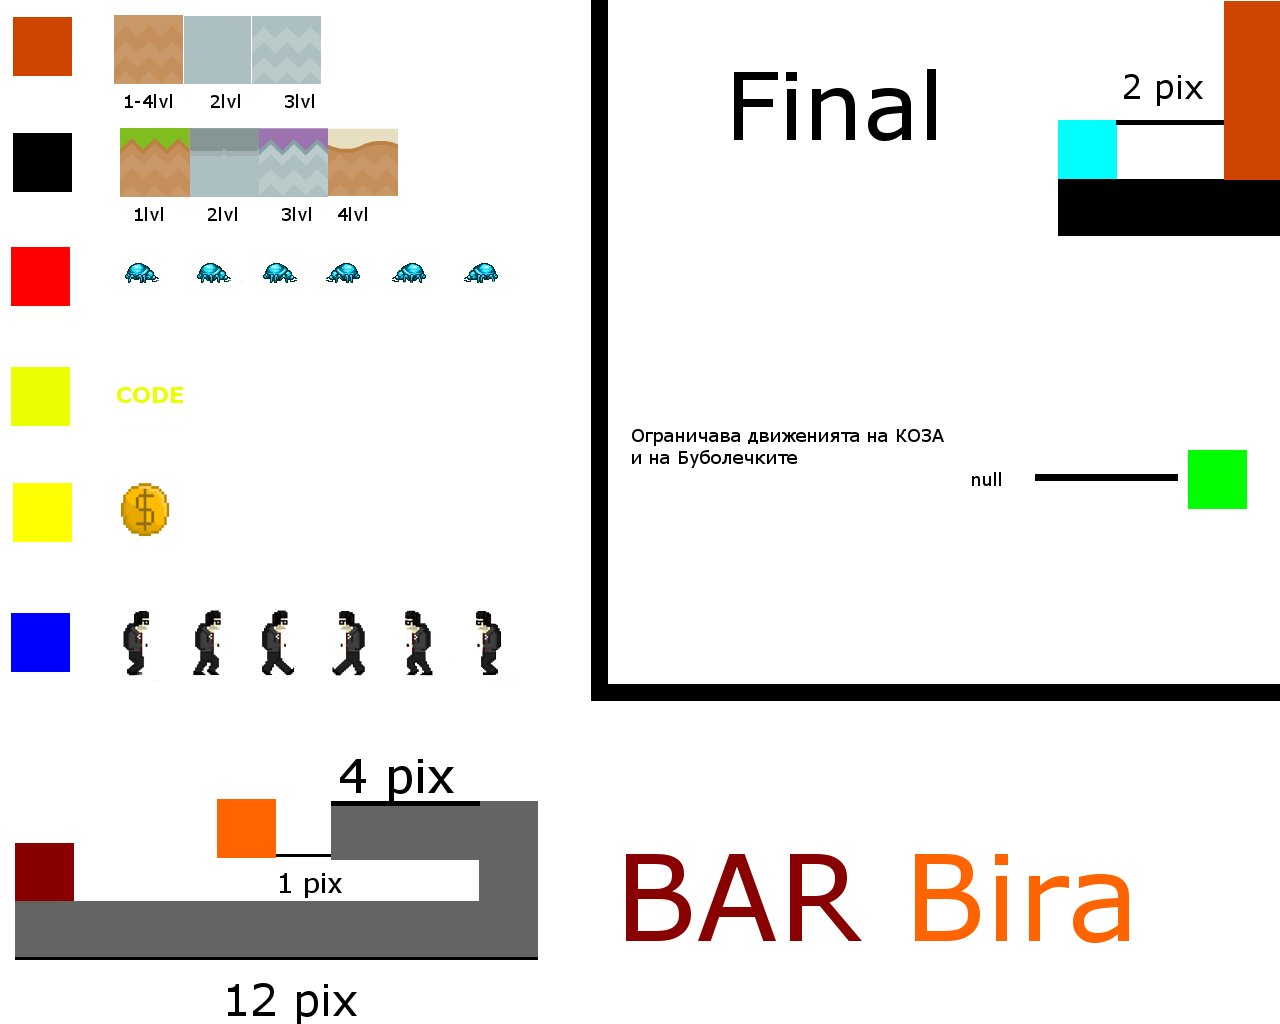 1-4lvl 2lvl 3lvl
1lvl 2lvl 3lvl 4lvl
CODE
$
Final
2 pix
Ограничава движенията на КОЗА
и на Буболечките
null
4 pix
1 pix
12 pix
BAR Bira